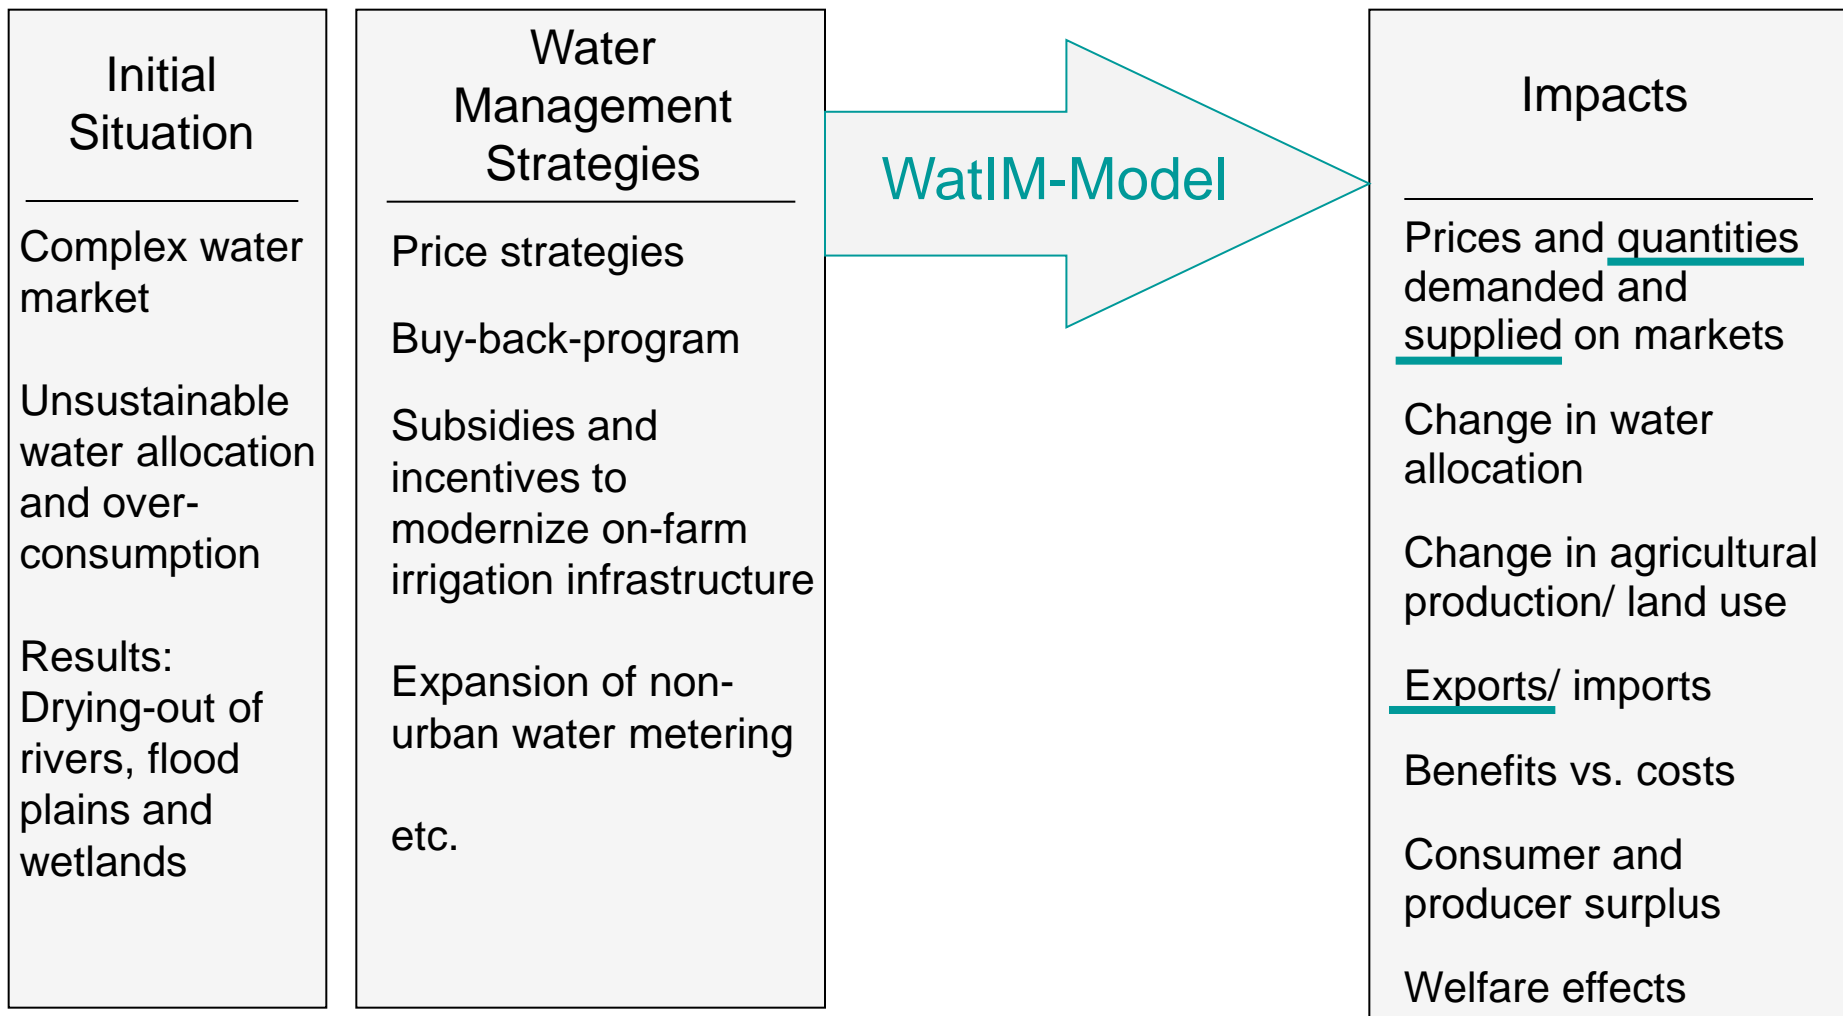 Initial
Situation
Complex water
market
Unsustainable
water allocation
and over-
consumption
Results:
Drying-out of
rivers, flood
plains and
wetlands
Water
Management
Strategies
Price strategies
Buy-back-program
Subsidies and
incentives to
modernize on-farm
irrigation infrastructure
Expansion of non-
urban water metering
etc.
WatIM-Model
Impacts
Prices and quantities
demanded and
supplied on markets
Change in water
allocation
Change in agricultural
production/ land use
Exports/ imports
Benefits vs. costs
Consumer and
producer surplus
Welfare effects